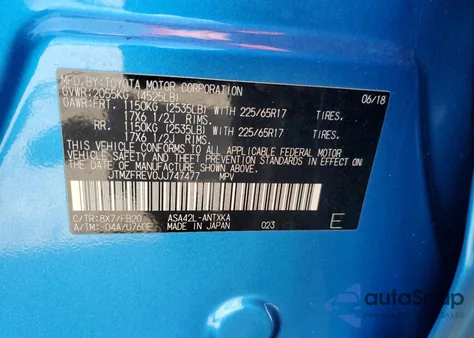 MFD.BY:TOYOTA MOTOR CORPORATION 06/18
GVWR:2055KG (4525LB)
GAWR:FRT. 1150KG (2535LB) WITH 225/65R17 TIRES,
17X6 1/2J RIMS,
RR. 1150KG (2535LB) WITH 225/65R17 TIRES,
17X6 1/2J RIMS,
THIS VEHICLE CONFORMS TO ALL APPLICABLE FEDERAL MOTOR
VEHICLE SAFETY, BUMPER, AND THEFT PREVENTION STANDARDS IN EFFECT
ON THE DATE OF MANUFACTURE SHOWN ABOVE.
JTMZFREV0JJ747477 MPV
C/TR:8X7/FB20 ASA42L-ANTXKA
A/TM:-04A/U760E MADE IN JAPAN 023 E
autoSnap